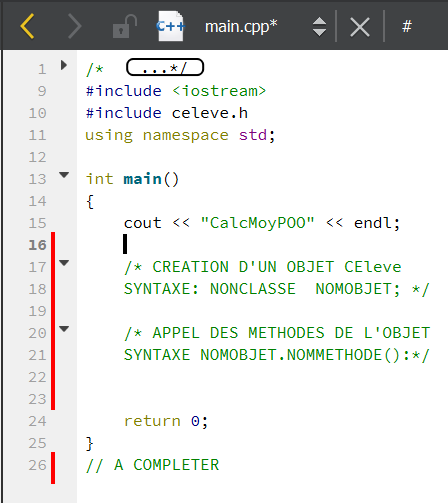 C++ main.cpp* #
1 /* ...*/
9 #include <iostream>
10 #include celeve.h
11 using namespace std;
12
13 int main()
14 {
15 cout << "CalcMoyPOO" << endl;
16
17 /* CREATION D'UN OBJET CEleve
18 SYNTAXE: NONCLASSE  NOMOBJET; */
19
20 /* APPEL DES METHODES DE L'OBJET
21 SYNTAXE NOMOBJET.NOMMETHODE():*/
22
23
24 return 0;
25 }
26 // A COMPLETER